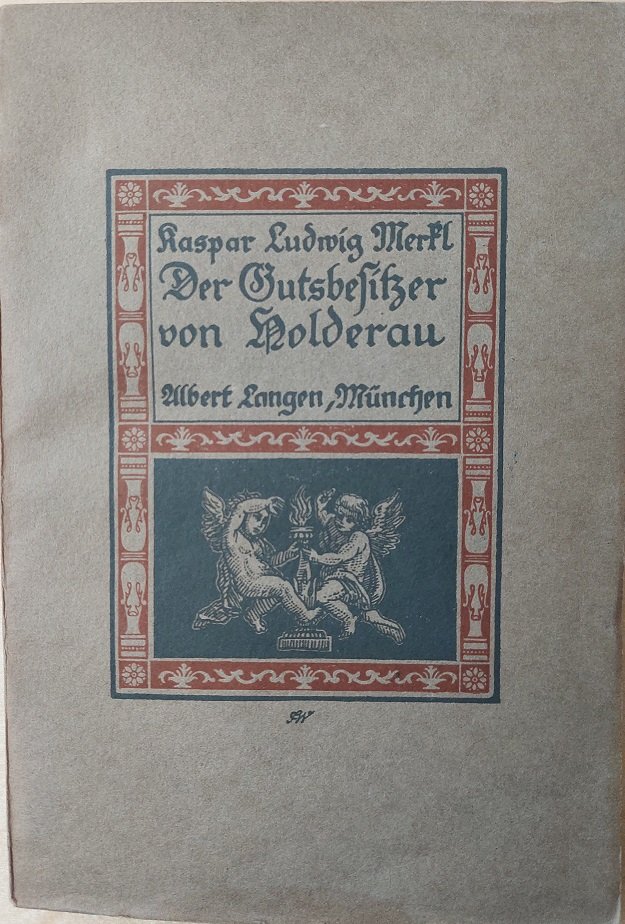 Kaspar Ludwig Merkl
Der Gutsbesitzer
von Holderau
Albert Langen, München